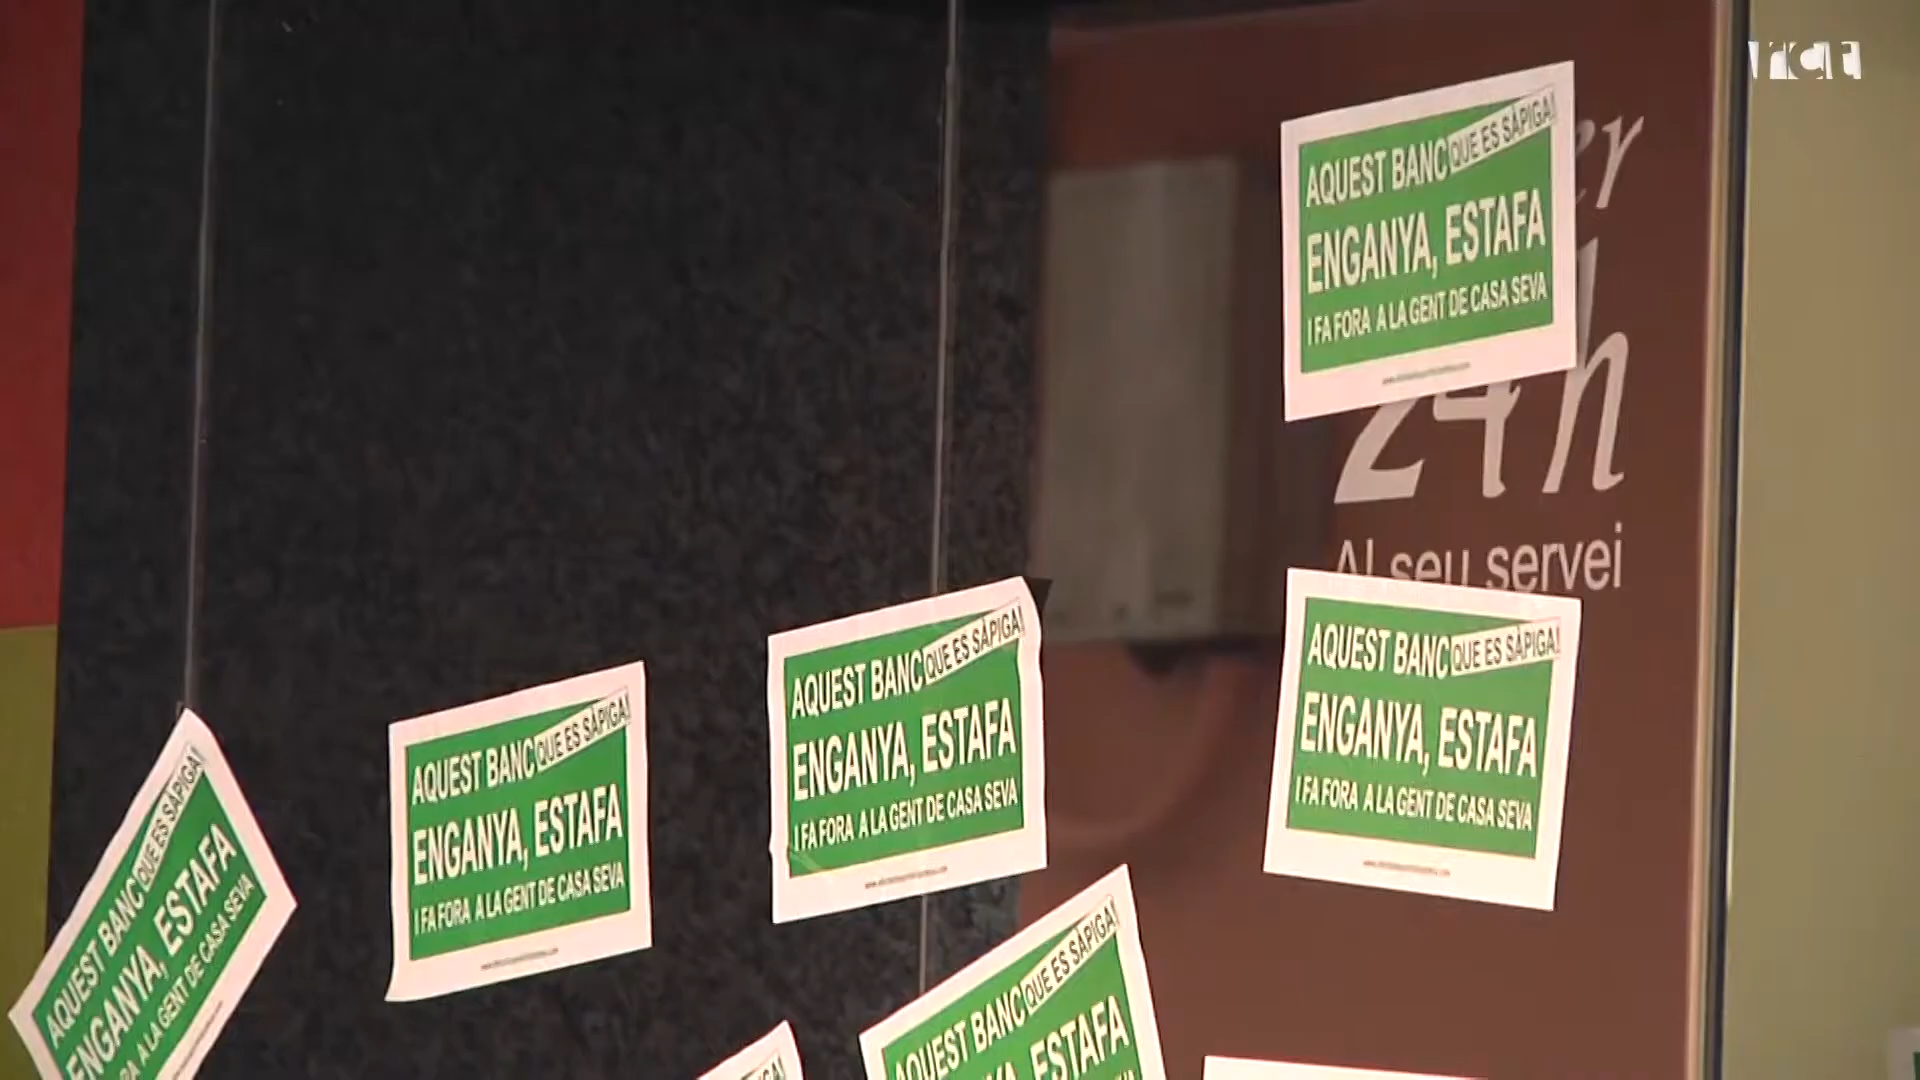 rct
AQUEST BANC QUE ES SÀPIGA!
ENGANYA, ESTAFA
I FA FORA A LA GENT DE CASA SEVA
er
24h
Al seu servei
AQUEST BANC QUE ES SÀPIGA!
ENGANYA, ESTAFA
I FA FORA A LA GENT DE CASA SEVA
AQUEST BANC QUE ES SÀPIGA!
ENGANYA, ESTAFA
I FA FORA A LA GENT DE CASA SEVA
AQUEST BANC QUE ES SÀPIGA!
ENGANYA, ESTAFA
I FA FORA A LA GENT DE CASA SEVA
AQUEST BANC QUE ES SÀPIGA!
ENGANYA, ESTAFA
A LA GENT DE CASA SEVA
AQUEST BANC QUE ES SÀPIGA!
ESTAFA